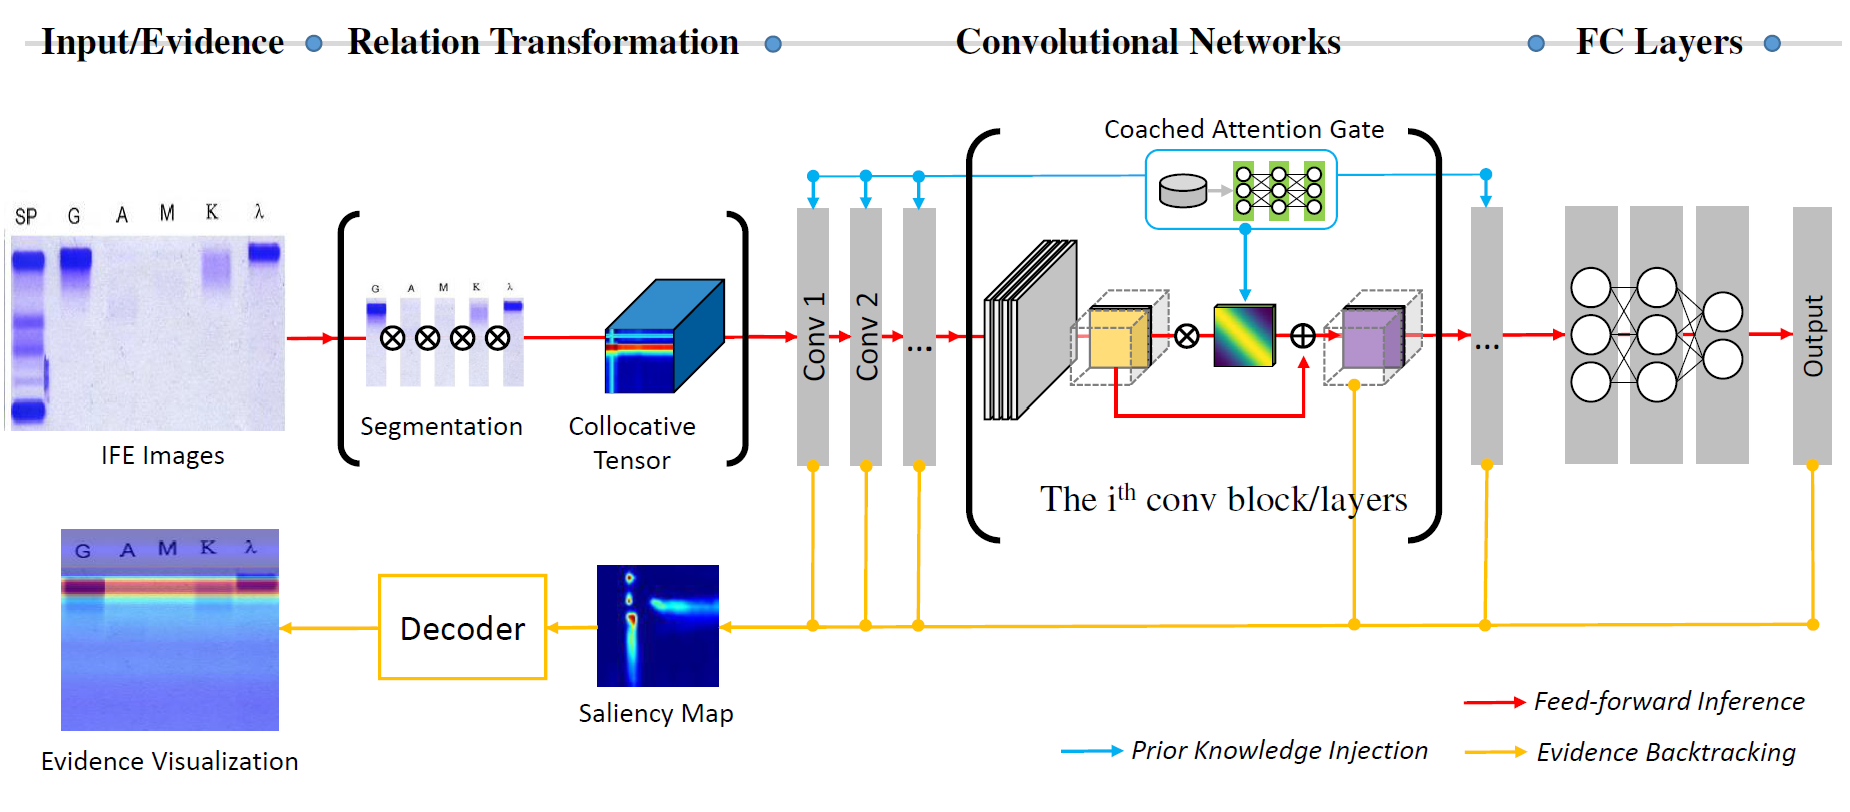 Input/Evidence
Relation Transformation
Convolutional Networks
FC Layers
Coached Attention Gate
SP G A M K λ
G A M K λ
Conv 1
Conv 2
...
...
Output
Segmentation
Collocative
Tensor
IFE Images
The iᵗʰ conv block/layers
G A M K λ
Decoder
Saliency Map
Evidence Visualization
Feed-forward Inference
Prior Knowledge Injection
Evidence Backtracking